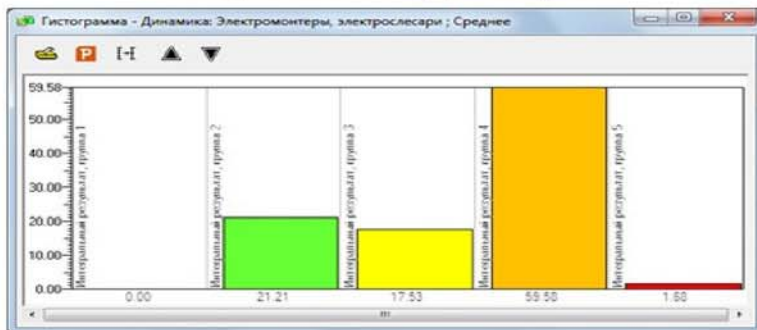 Гистограмма - Динамика: Электромонтеры, электрослесари ; Среднее
P
59.58
50.00
40.00
30.00
20.00
10.00
0.00
Интегральный результат, группа 1
Интегральный результат, группа 2
Интегральный результат, группа 3
Интегральный результат, группа 4
Интегральный результат, группа 5
0.00 21.21 17.53 59.58 1.68